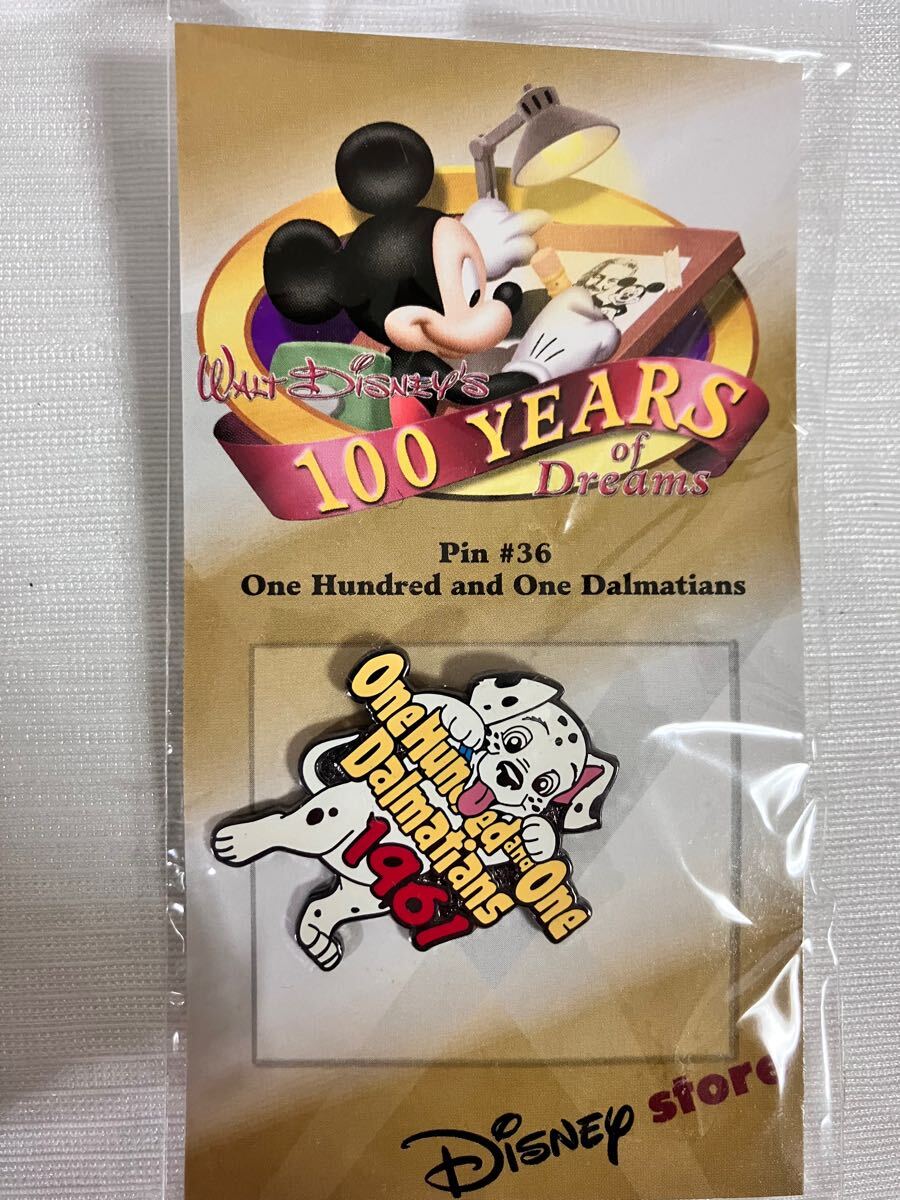 WALT DISNEY'S
100 YEARS
of
Dreams
Pin #36
One Hundred and One Dalmatians
One Hundred and One
Dalmatians
1961
DISNEY store